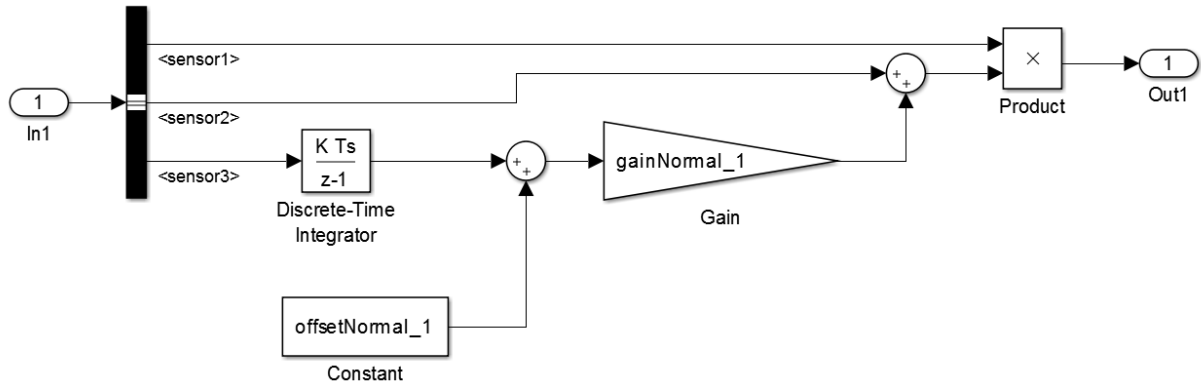 <sensor1>
×
1
1
+
+
In1
<sensor2>
Product
Out1
K Ts
z-1
+
+
gainNormal_1
<sensor3>
Discrete-Time
Integrator
Gain
offsetNormal_1
Constant